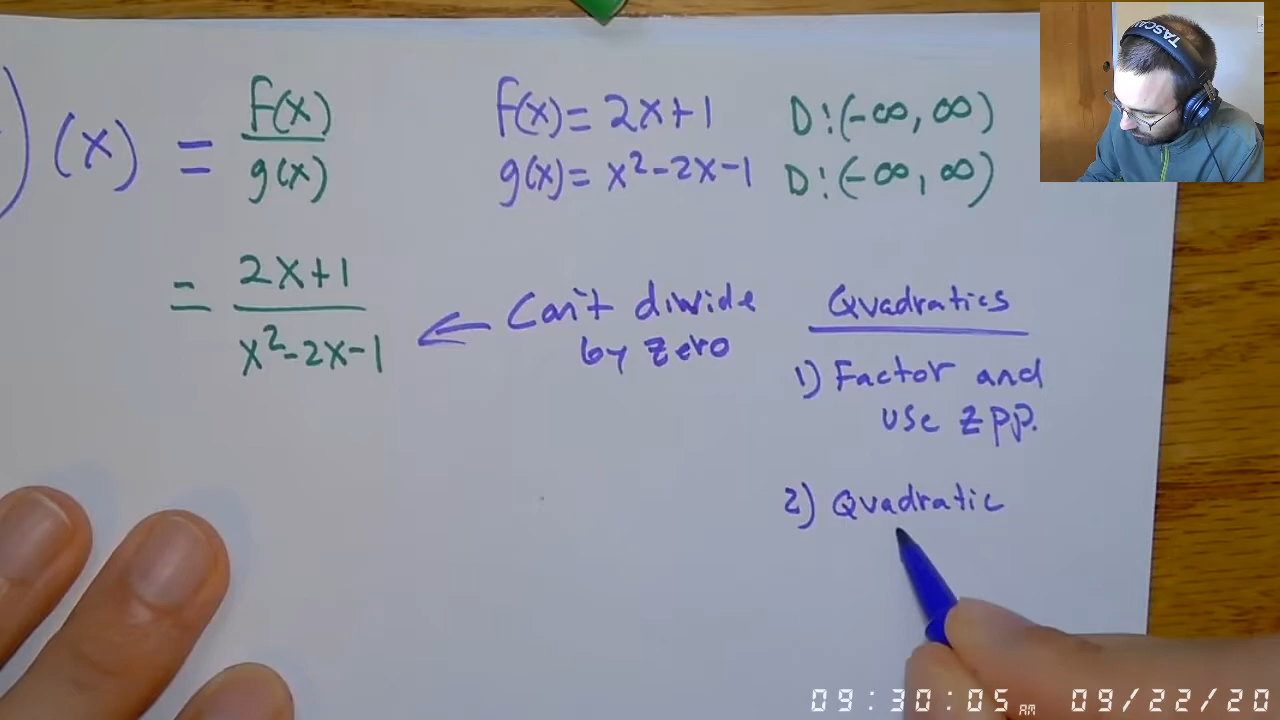 ) (x) = f(x)/g(x)
f(x) = 2x+1 D:(-∞, ∞)
g(x) = x²-2x-1 D:(-∞, ∞)
= (2x+1)/(x²-2x-1)
← Can't divide
by zero
Quadratics
1) Factor and
use zpp.
2) Quadratic
TASCAM
09:30:05 AM 09/22/20